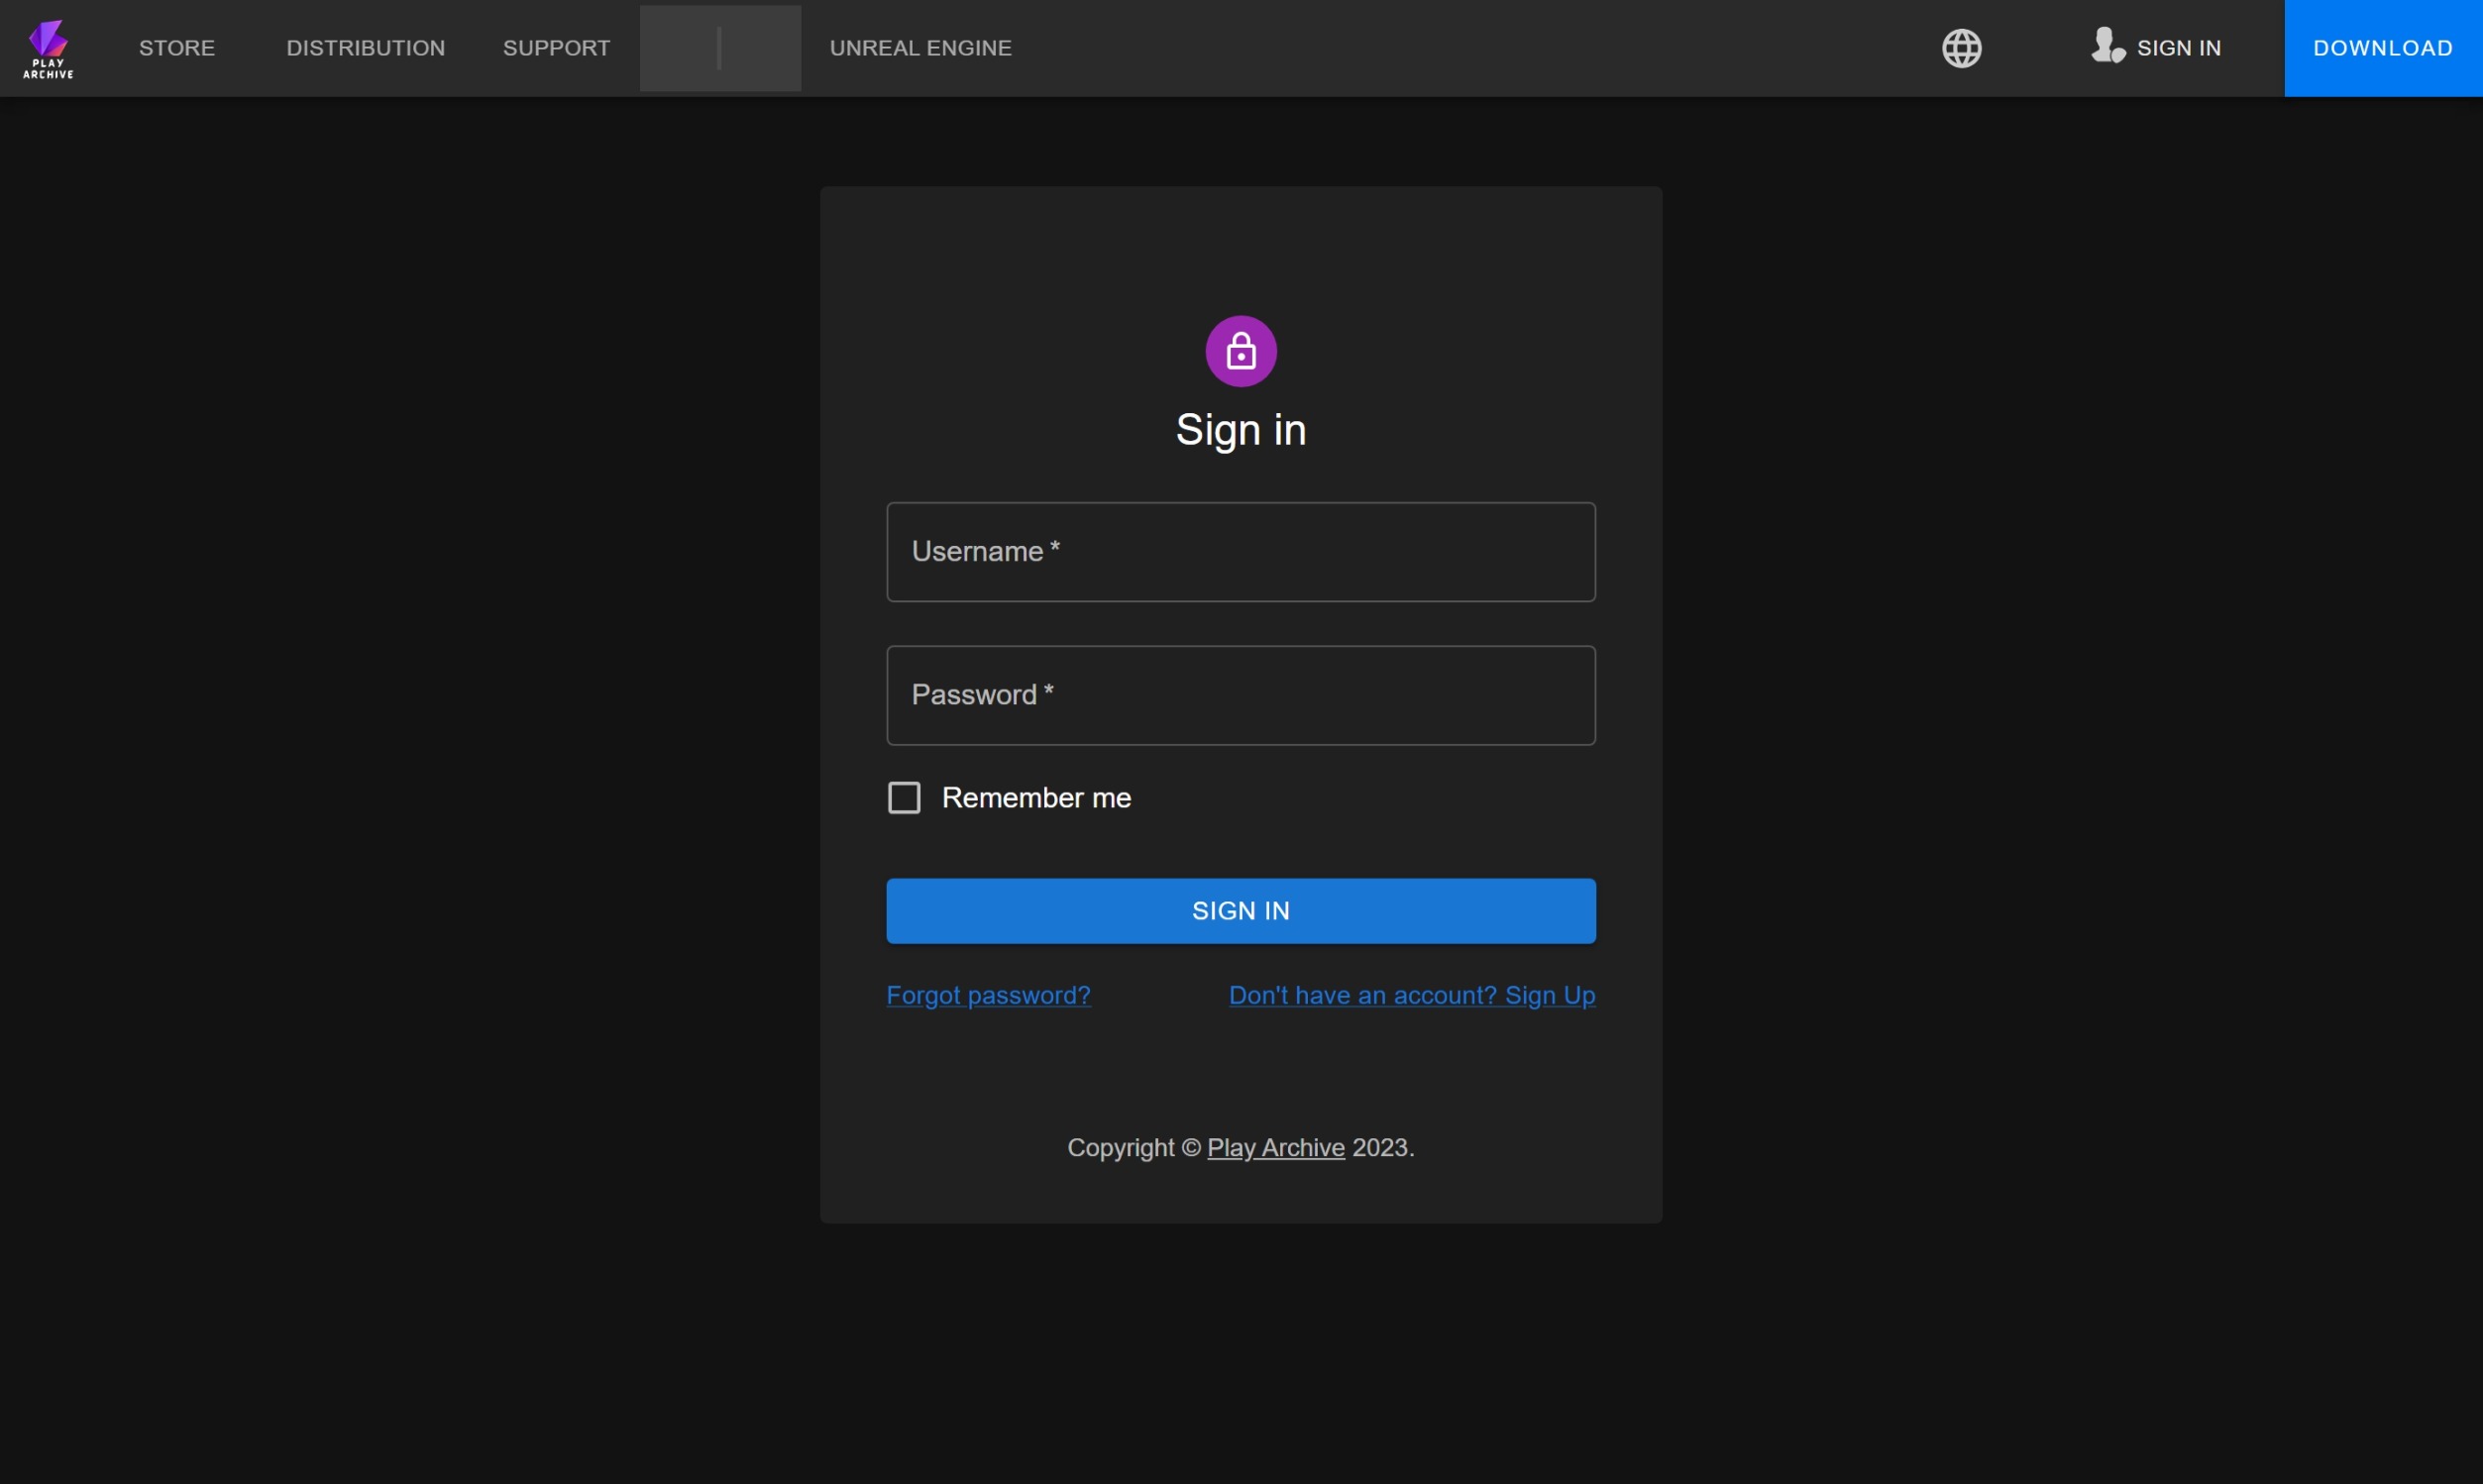 PLAY
ARCHIVE
STORE
DISTRIBUTION
SUPPORT
UNREAL ENGINE
SIGN IN
DOWNLOAD
Sign in
Username *
Password *
Remember me
SIGN IN
Forgot password?
Don't have an account? Sign Up
Copyright © Play Archive 2023.